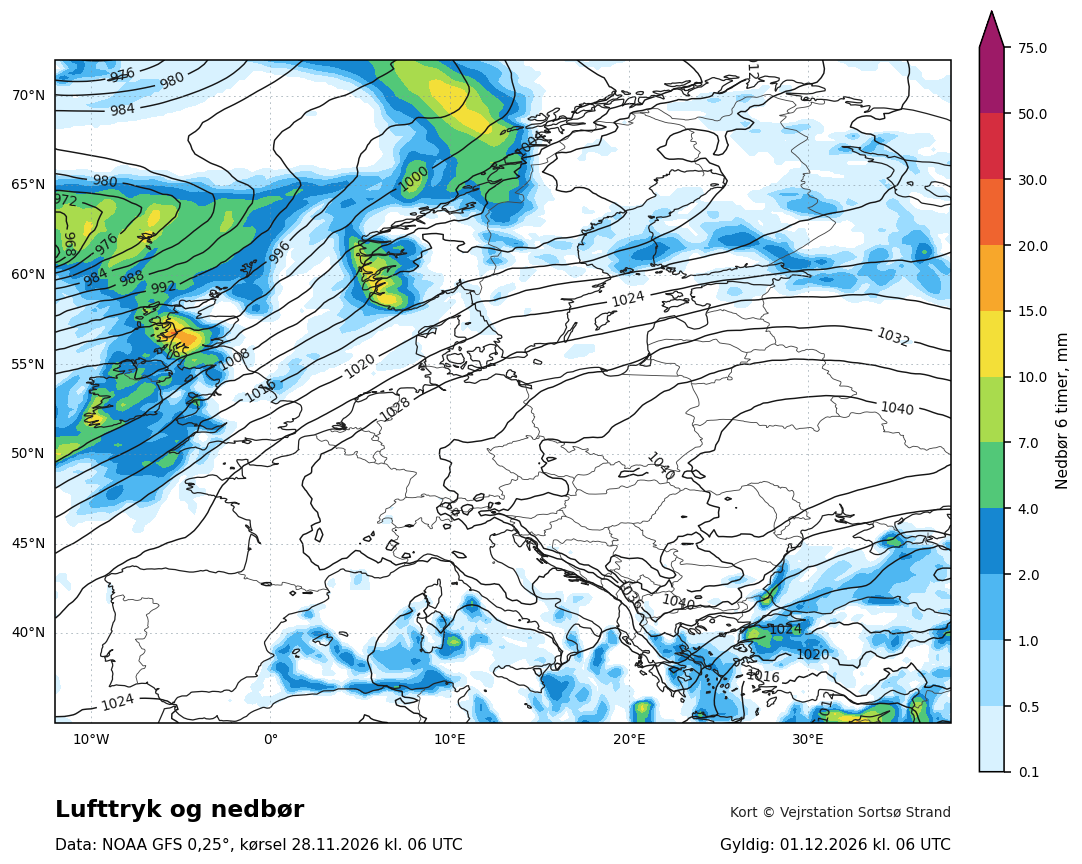 75.0
50.0
30.0
20.0
15.0
10.0
7.0
4.0
2.0
1.0
0.5
0.1
Nedbør 6 timer, mm
70°N
65°N
60°N
55°N
50°N
45°N
40°N
10°W
0°
10°E
20°E
30°E
976
980
984
980
972
968
976
984
988
992
996
1000
1004
1008
1016
1020
1028
1024
1032
1040
1040
1036
1040
1024
1020
1016
1012
1024
Lufttryk og nedbør
Kort © Vejrstation Sortsø Strand
Data: NOAA GFS 0,25°, kørsel 28.11.2026 kl. 06 UTC
Gyldig: 01.12.2026 kl. 06 UTC